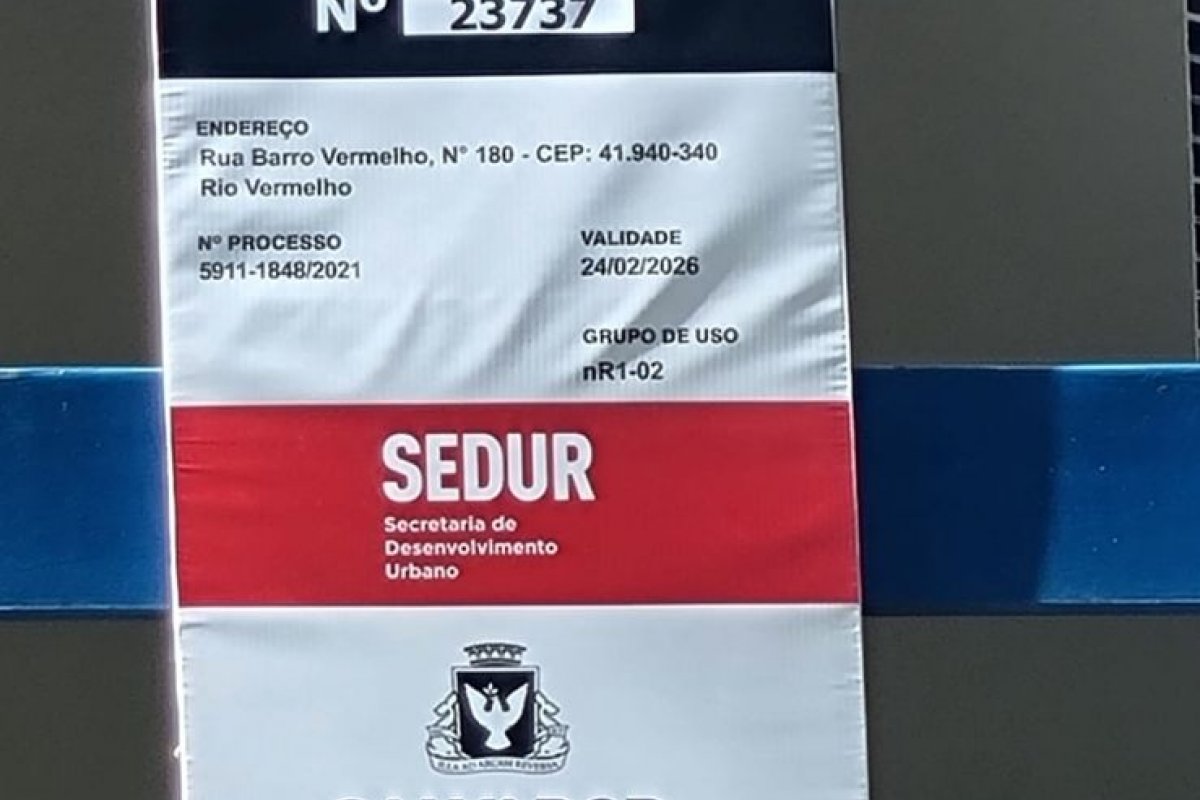 Nº 23737
ENDEREÇO
Rua Barro Vermelho, N° 180 - CEP: 41.940-340
Rio Vermelho
Nº PROCESSO
5911-1848/2021
VALIDADE
24/02/2026
GRUPO DE USO
nR1-02
SEDUR
Secretaria de
Desenvolvimento
Urbano